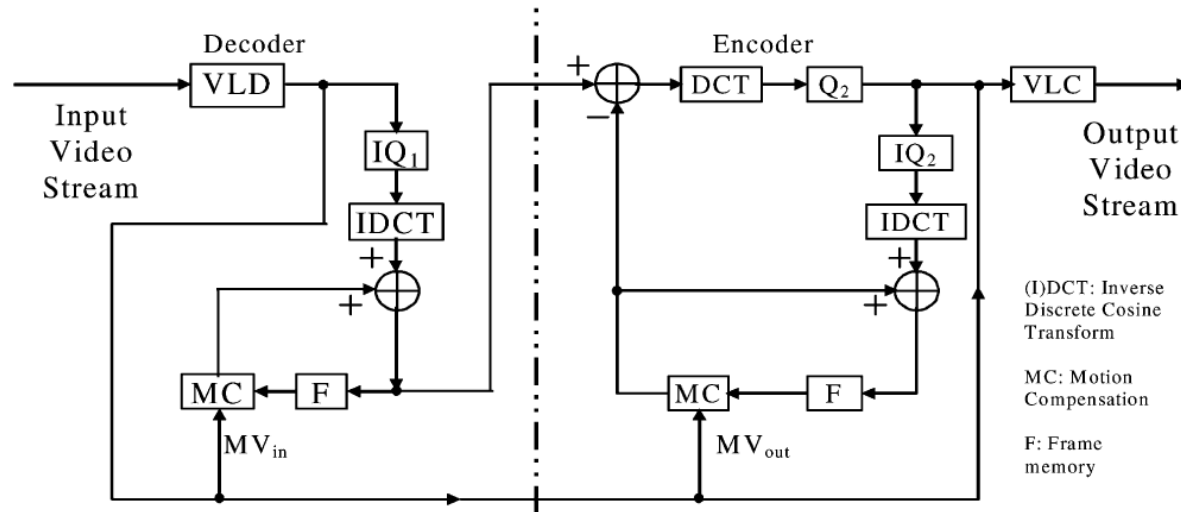 Decoder
Encoder
VLD
+
DCT
Q₂
VLC
−
Input
Video
Stream
Output
Video
Stream
IQ₁
IQ₂
IDCT
IDCT
+
+
+
+
(I)DCT: Inverse
Discrete Cosine
Transform
MC
F
MC
F
MC: Motion
Compensation
MVᵢₙ
MVₒᵤₜ
F: Frame
memory